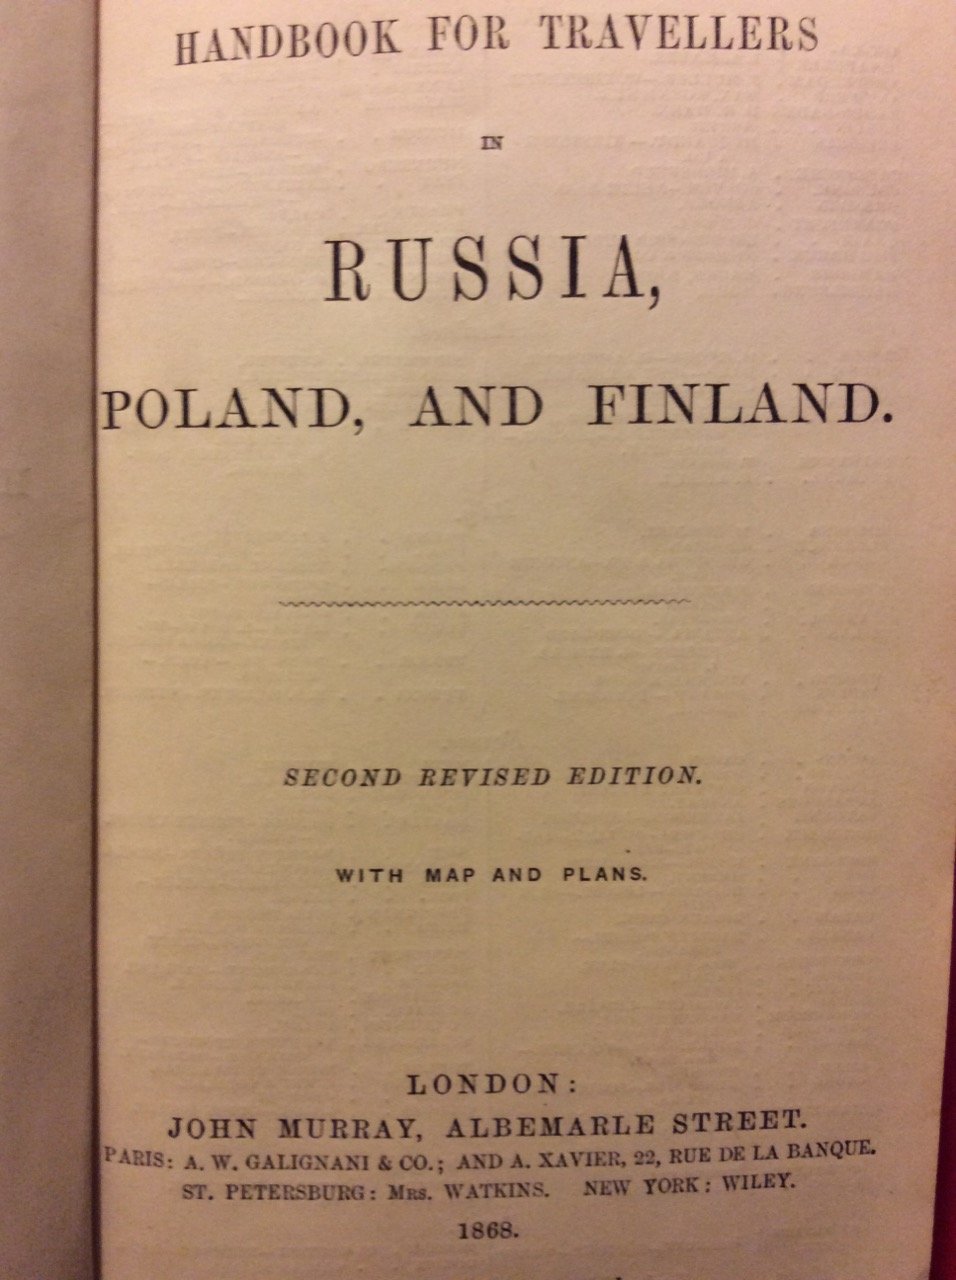 HANDBOOK FOR TRAVELLERS
IN
RUSSIA,
POLAND, AND FINLAND.
SECOND REVISED EDITION.
WITH MAP AND PLANS.
LONDON:
JOHN MURRAY, ALBEMARLE STREET.
PARIS: A. W. GALIGNANI & CO.; AND A. XAVIER, 22, RUE DE LA BANQUE.
ST. PETERSBURG: MRS. WATKINS. NEW YORK: WILEY.
1868.